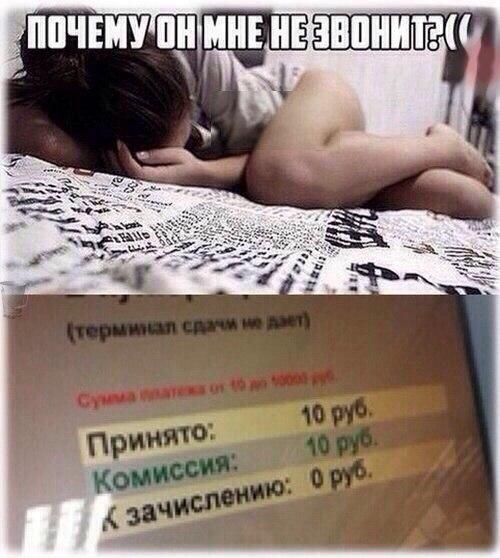 ПОЧЕМУ ОН МНЕ НЕ ЗВОНИТ?((
(терминал сдачи не дает)
Сумма платежа от 10 до 10000 руб.
Принято: 10 руб.
Комиссия: 10 руб.
К зачислению: 0 руб.